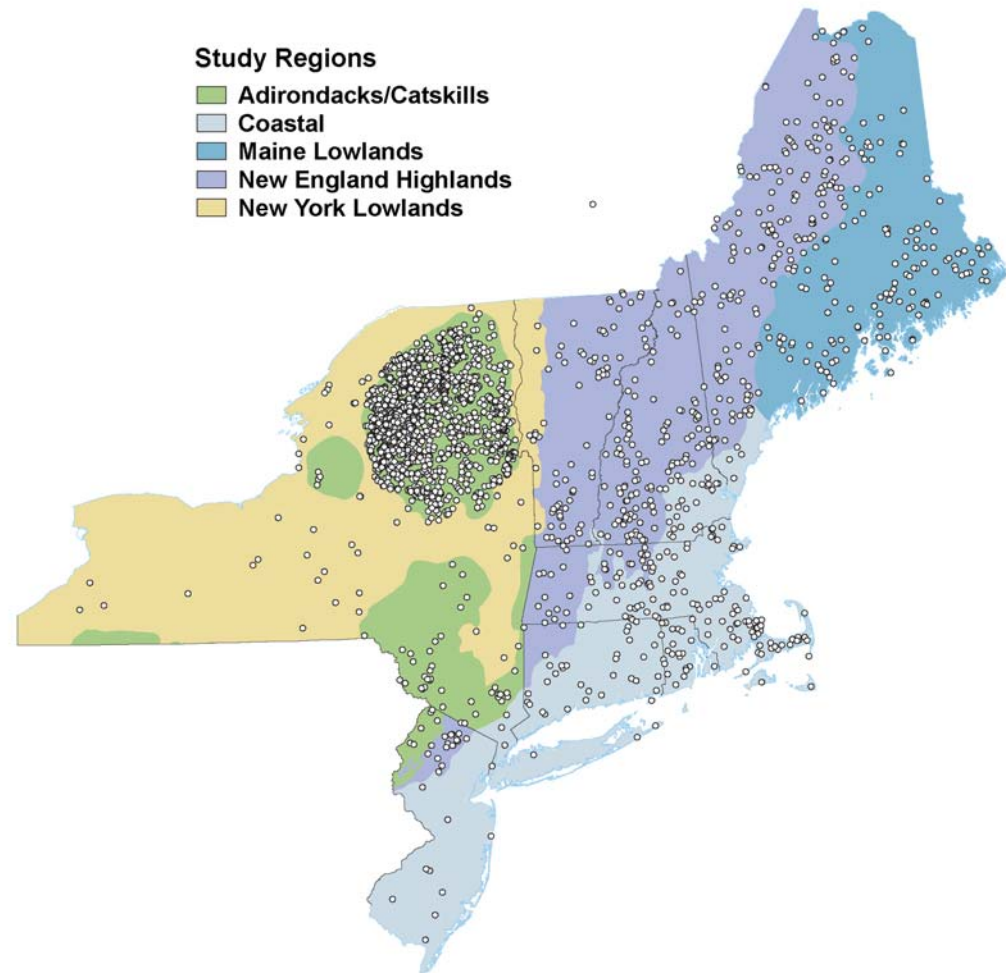 Study Regions
Adirondacks/Catskills
Coastal
Maine Lowlands
New England Highlands
New York Lowlands